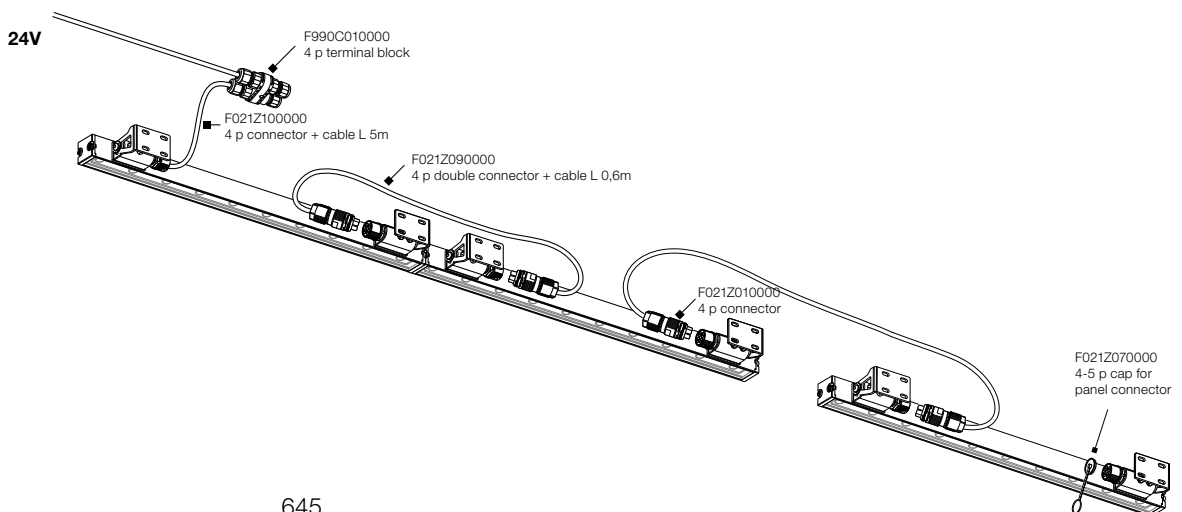 24V
F990C010000
4 p terminal block
F021Z100000
4 p connector + cable L 5m
F021Z090000
4 p double connector + cable L 0,6m
F021Z010000
4 p connector
F021Z070000
4-5 p cap for
panel connector
645